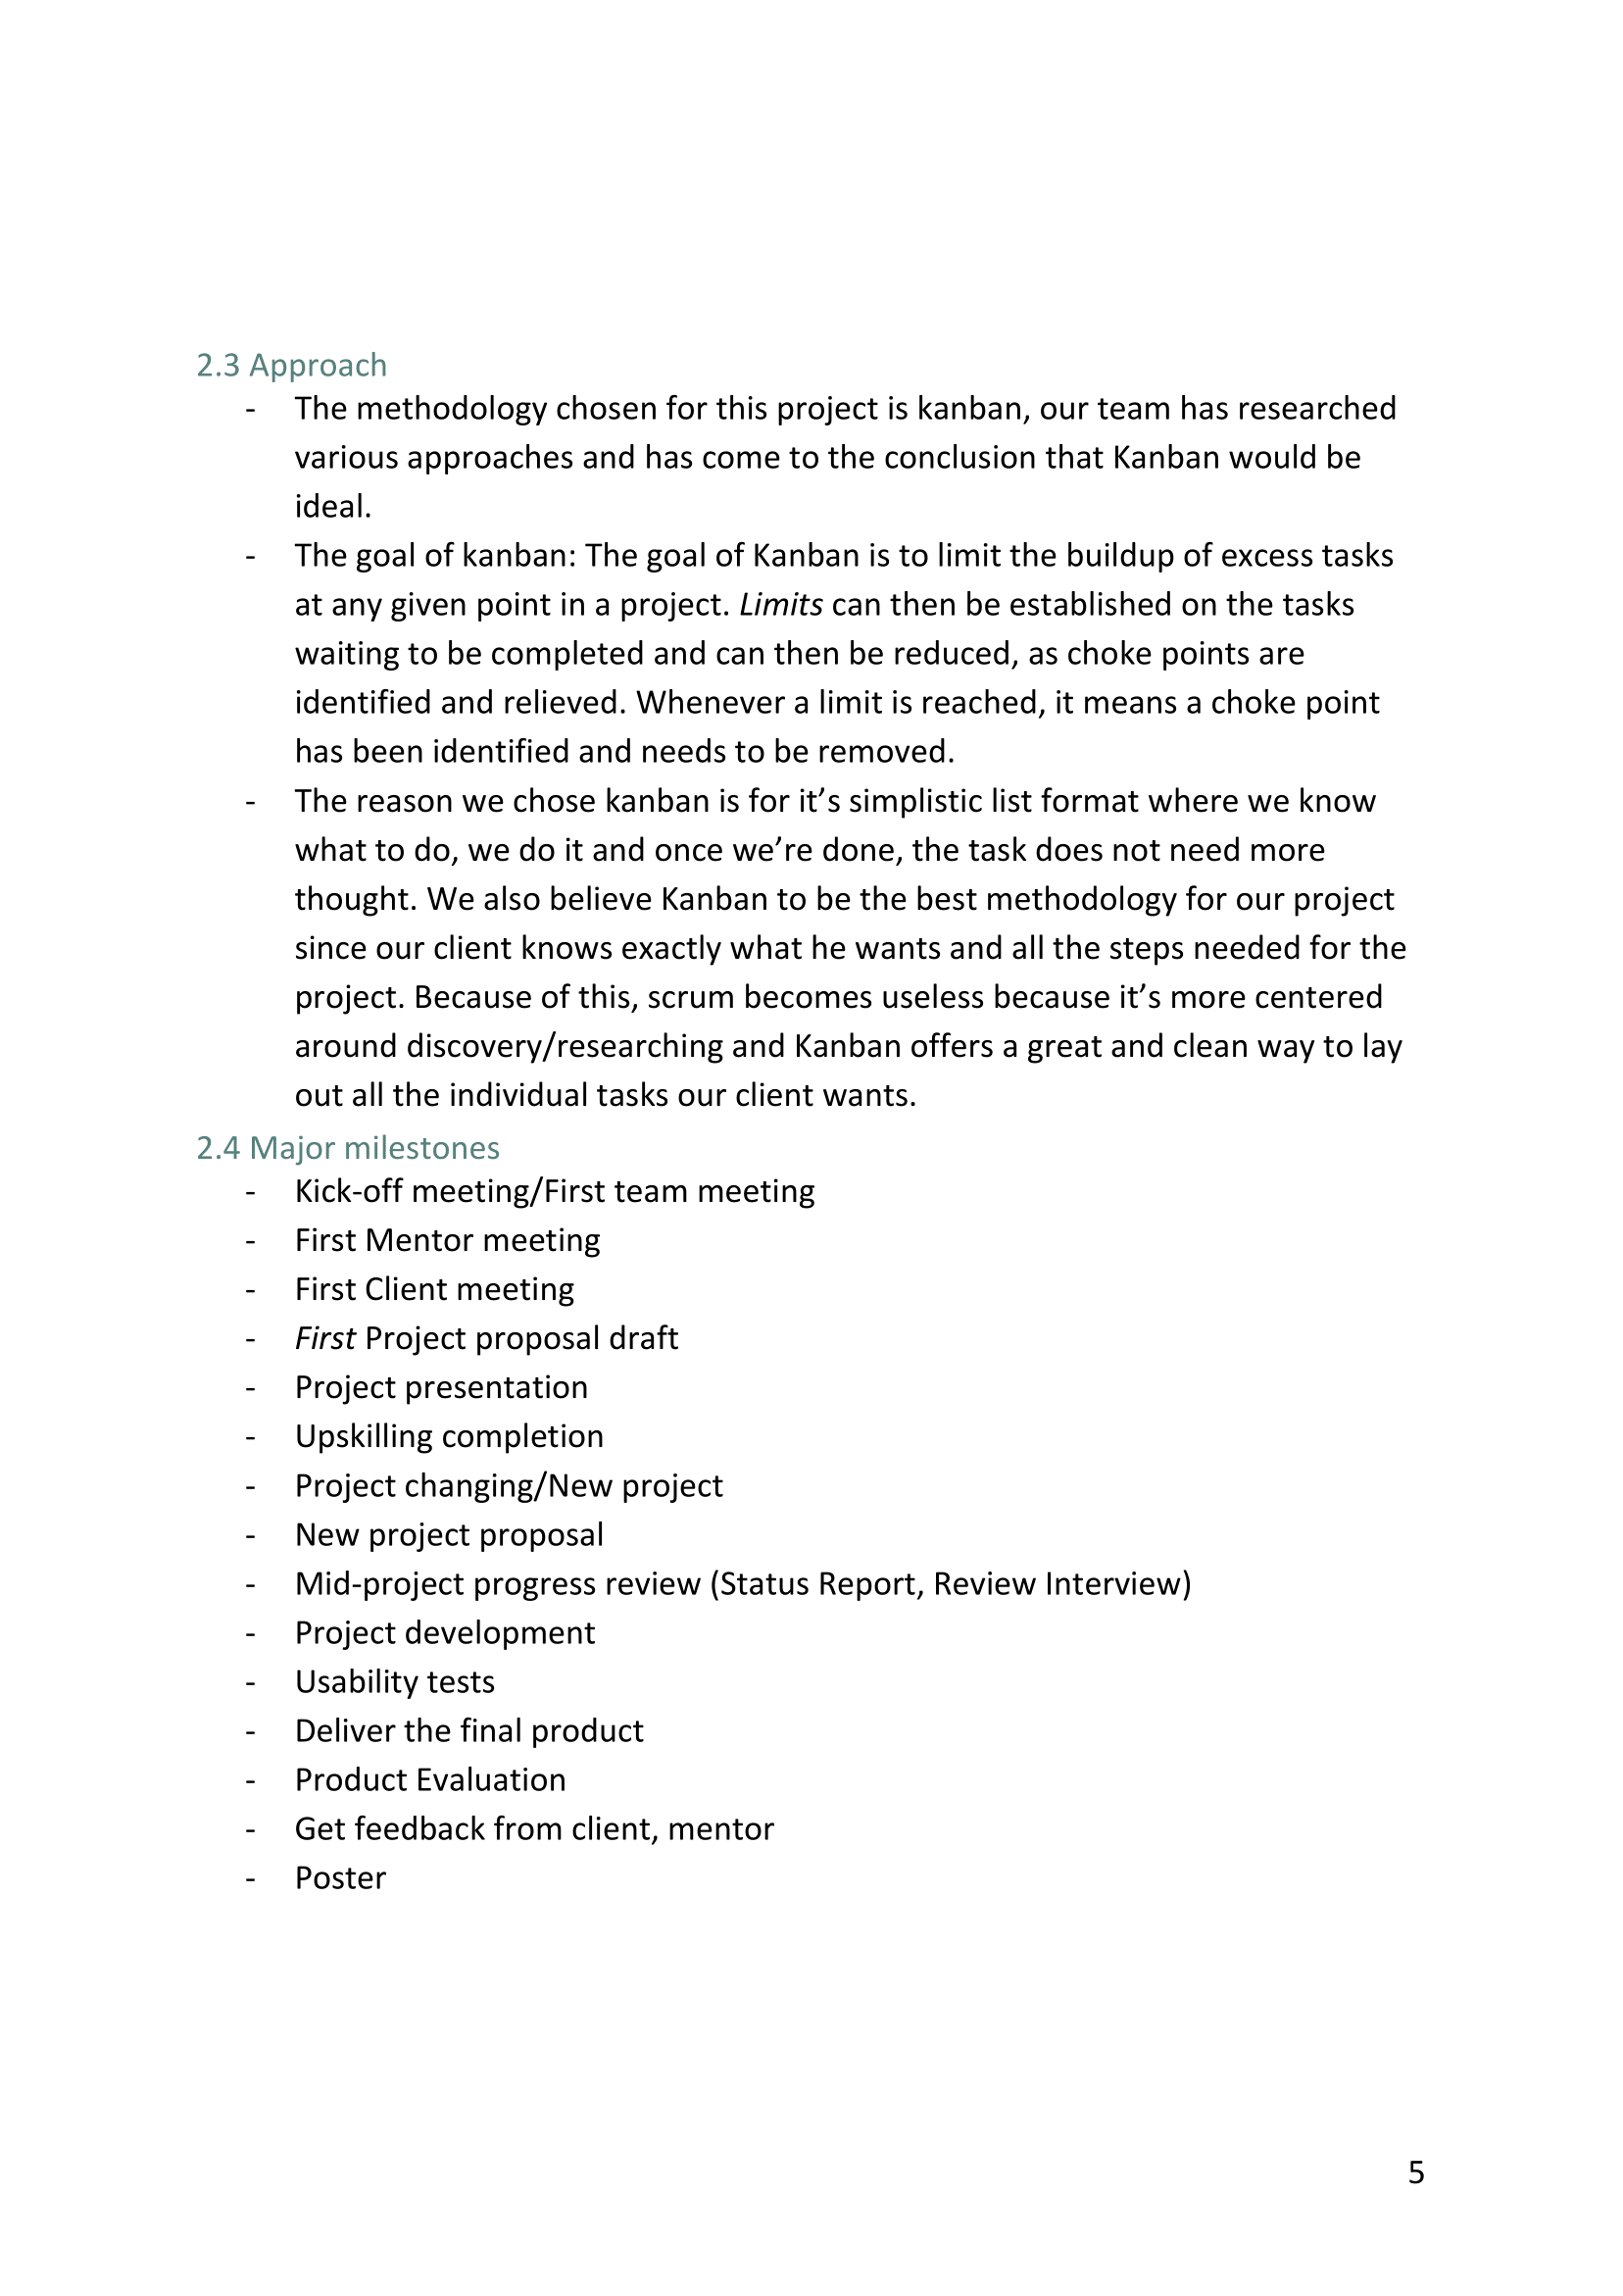 2.3 Approach
- The methodology chosen for this project is kanban, our team has researched
various approaches and has come to the conclusion that Kanban would be
ideal.
- The goal of kanban: The goal of Kanban is to limit the buildup of excess tasks
at any given point in a project. Limits can then be established on the tasks
waiting to be completed and can then be reduced, as choke points are
identified and relieved. Whenever a limit is reached, it means a choke point
has been identified and needs to be removed.
- The reason we chose kanban is for it’s simplistic list format where we know
what to do, we do it and once we’re done, the task does not need more
thought. We also believe Kanban to be the best methodology for our project
since our client knows exactly what he wants and all the steps needed for the
project. Because of this, scrum becomes useless because it’s more centered
around discovery/researching and Kanban offers a great and clean way to lay
out all the individual tasks our client wants.
2.4 Major milestones
- Kick-off meeting/First team meeting
- First Mentor meeting
- First Client meeting
- First Project proposal draft
- Project presentation
- Upskilling completion
- Project changing/New project
- New project proposal
- Mid-project progress review (Status Report, Review Interview)
- Project development
- Usability tests
- Deliver the final product
- Product Evaluation
- Get feedback from client, mentor
- Poster
5